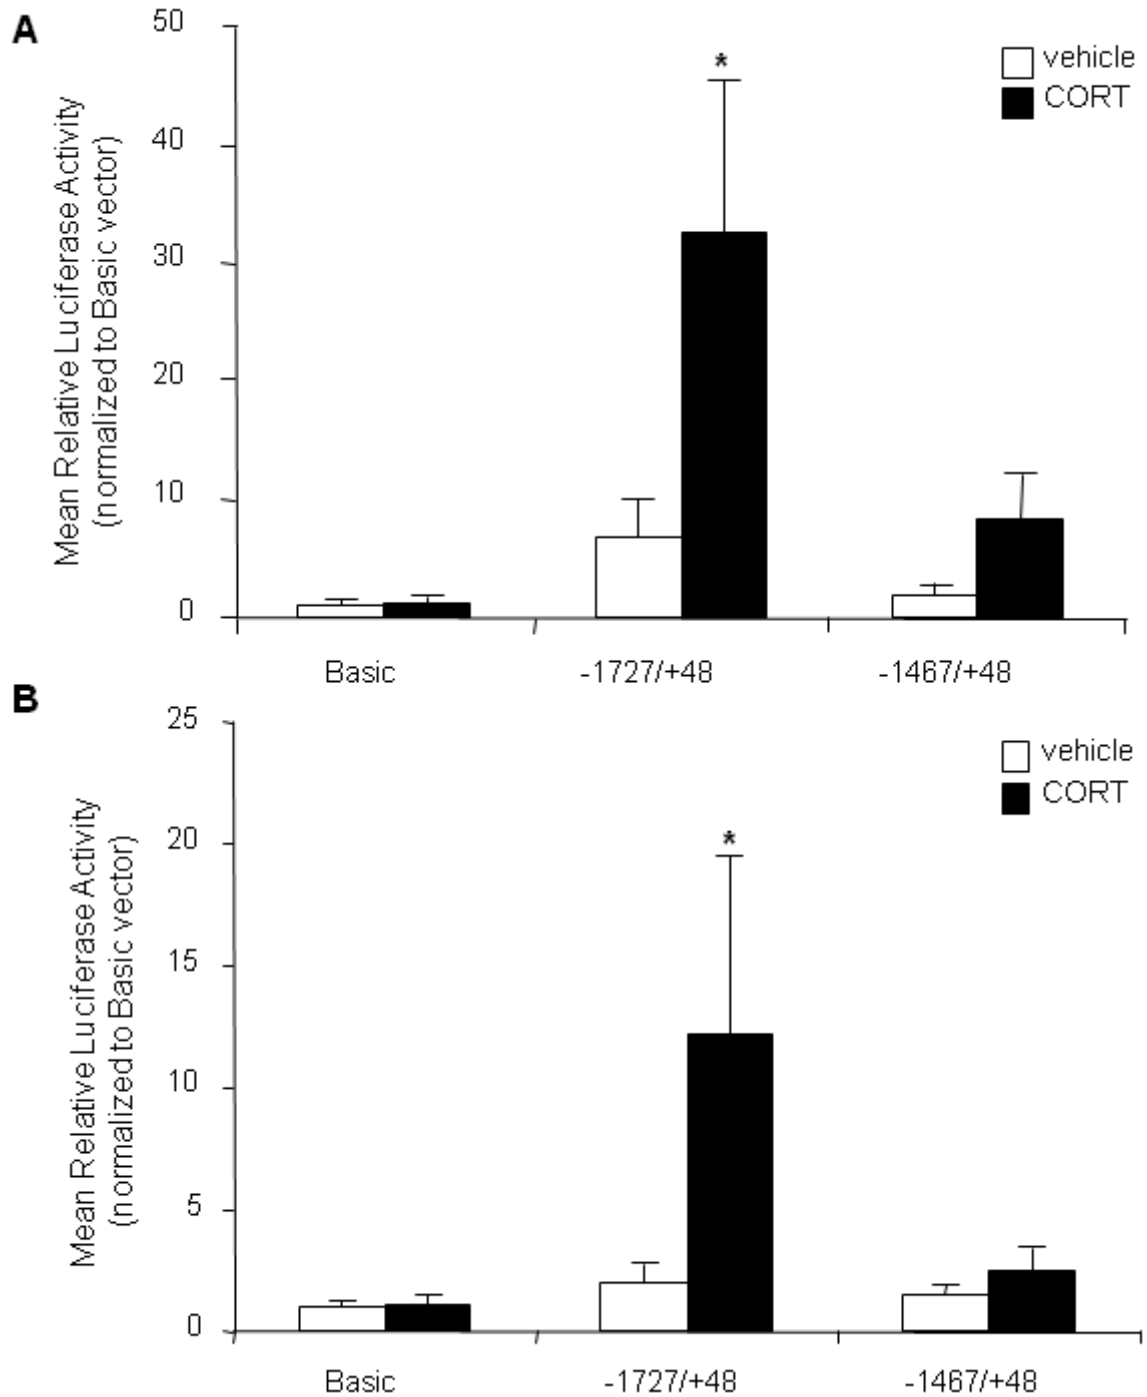 A
50
40
30
20
10
0
Mean Relative Luciferase Activity
(normalized to Basic vector)
*
vehicle
CORT
Basic
-1727/+48
-1467/+48
B
25
20
15
10
5
0
Mean Relative Luciferase Activity
(normalized to Basic vector)
*
vehicle
CORT
Basic
-1727/+48
-1467/+48